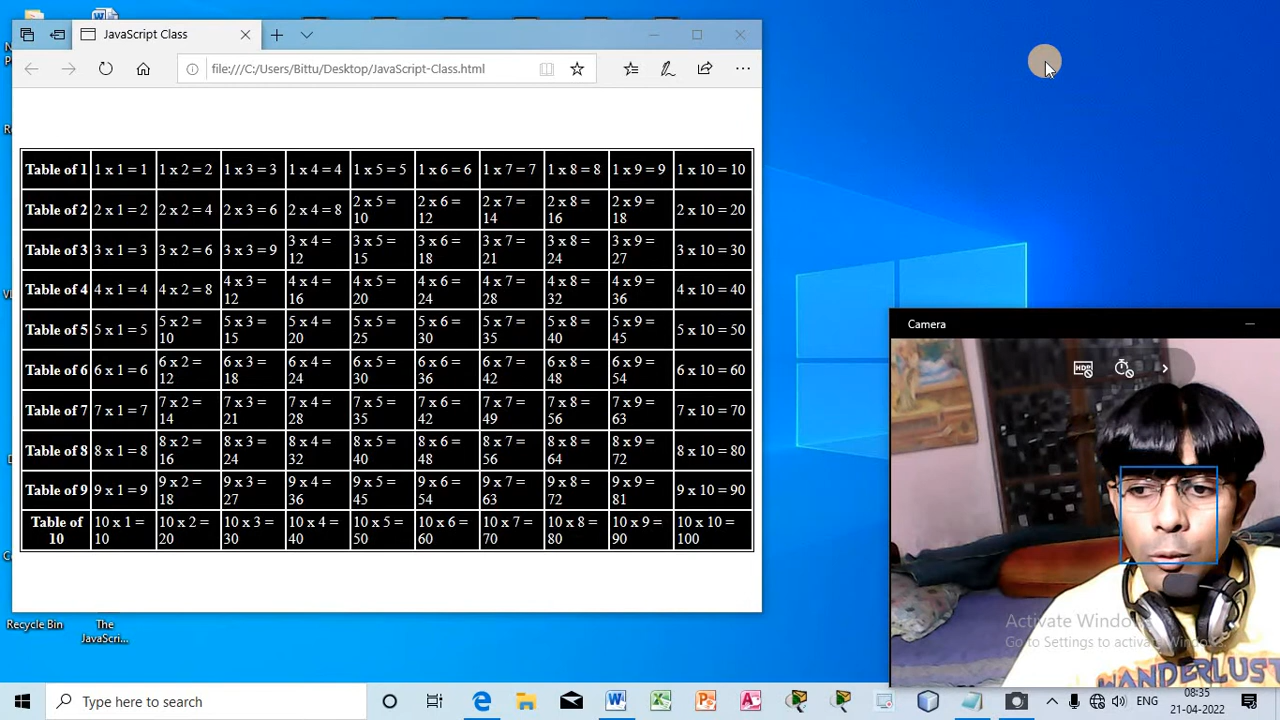 JavaScript Class
file:///C:/Users/Bittu/Desktop/JavaScript-Class.html
Table of 1 1 x 1 = 1 1 x 2 = 2 1 x 3 = 3 1 x 4 = 4 1 x 5 = 5 1 x 6 = 6 1 x 7 = 7 1 x 8 = 8 1 x 9 = 9 1 x 10 = 10
Table of 2 2 x 1 = 2 2 x 2 = 4 2 x 3 = 6 2 x 4 = 8 2 x 5 = 10 2 x 6 = 12 2 x 7 = 14 2 x 8 = 16 2 x 9 = 18 2 x 10 = 20
Table of 3 3 x 1 = 3 3 x 2 = 6 3 x 3 = 9 3 x 4 = 12 3 x 5 = 15 3 x 6 = 18 3 x 7 = 21 3 x 8 = 24 3 x 9 = 27 3 x 10 = 30
Table of 4 4 x 1 = 4 4 x 2 = 8 4 x 3 = 12 4 x 4 = 16 4 x 5 = 20 4 x 6 = 24 4 x 7 = 28 4 x 8 = 32 4 x 9 = 36 4 x 10 = 40
Table of 5 5 x 1 = 5 5 x 2 = 10 5 x 3 = 15 5 x 4 = 20 5 x 5 = 25 5 x 6 = 30 5 x 7 = 35 5 x 8 = 40 5 x 9 = 45 5 x 10 = 50
Table of 6 6 x 1 = 6 6 x 2 = 12 6 x 3 = 18 6 x 4 = 24 6 x 5 = 30 6 x 6 = 36 6 x 7 = 42 6 x 8 = 48 6 x 9 = 54 6 x 10 = 60
Table of 7 7 x 1 = 7 7 x 2 = 14 7 x 3 = 21 7 x 4 = 28 7 x 5 = 35 7 x 6 = 42 7 x 7 = 49 7 x 8 = 56 7 x 9 = 63 7 x 10 = 70
Table of 8 8 x 1 = 8 8 x 2 = 16 8 x 3 = 24 8 x 4 = 32 8 x 5 = 40 8 x 6 = 48 8 x 7 = 56 8 x 8 = 64 8 x 9 = 72 8 x 10 = 80
Table of 9 9 x 1 = 9 9 x 2 = 18 9 x 3 = 27 9 x 4 = 36 9 x 5 = 45 9 x 6 = 54 9 x 7 = 63 9 x 8 = 72 9 x 9 = 81 9 x 10 = 90
Table of 10 10 x 1 = 10 10 x 2 = 20 10 x 3 = 30 10 x 4 = 40 10 x 5 = 50 10 x 6 = 60 10 x 7 = 70 10 x 8 = 80 10 x 9 = 90 10 x 10 = 100
Camera
HDR
Activate Windo
Go to Settings to activate Windows.
WANDERLUST
Recycle Bin
The
JavaScri...
Type here to search
ENG
08:35
21-04-2022